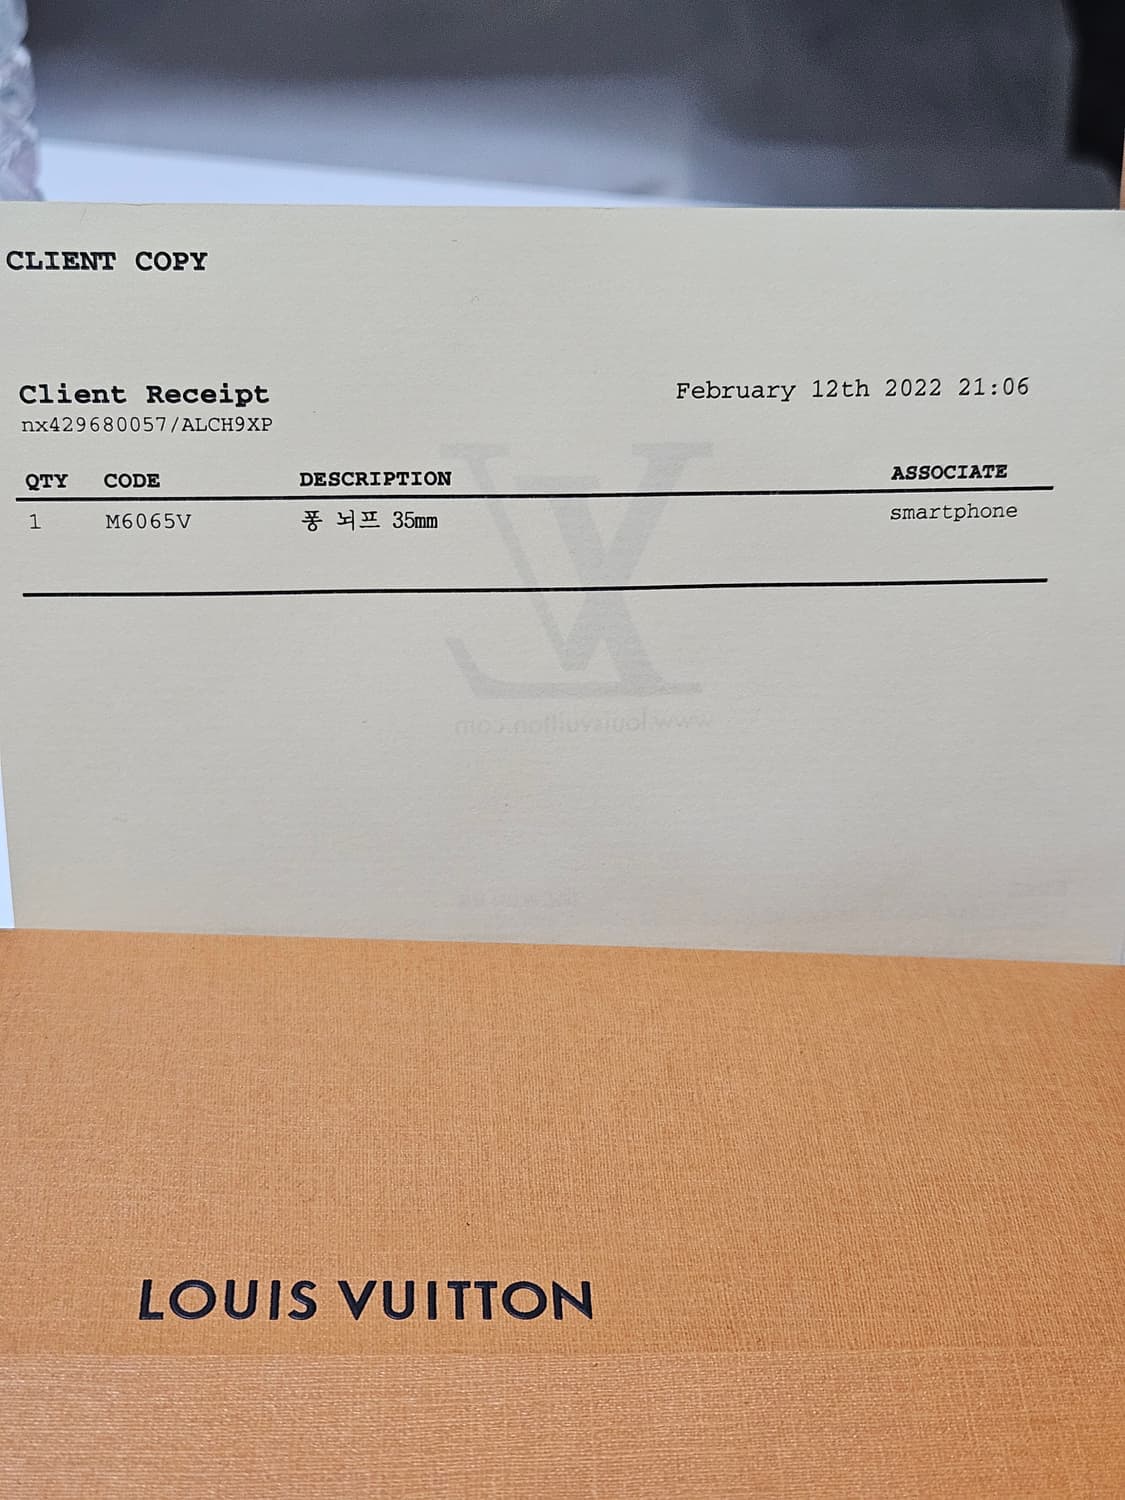 CLIENT COPY
Client Receipt
February 12th 2022 21:06
nx429680057/ALCH9XP
QTY CODE DESCRIPTION ASSOCIATE
1 M6065V 퐁 뇌프 35mm smartphone
www.louisvuitton.com
LOUIS VUITTON